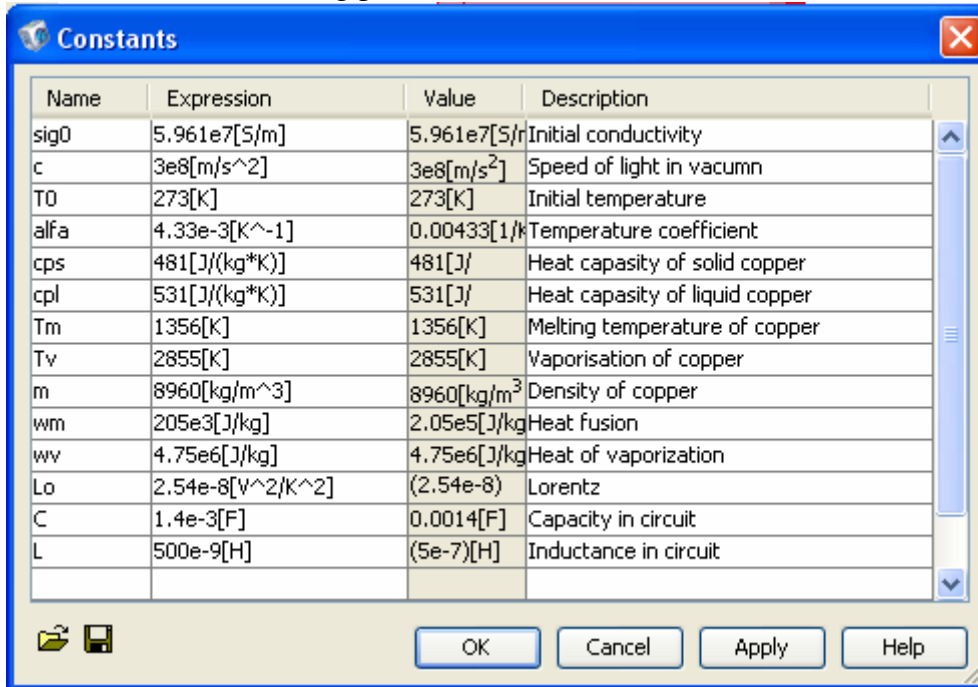 Constants
Name Expression Value Description
sig0 5.961e7[S/m] 5.961e7[S/r Initial conductivity
c 3e8[m/s^2] 3e8[m/s²] Speed of light in vacumn
T0 273[K] 273[K] Initial temperature
alfa 4.33e-3[K^-1] 0.00433[1/K Temperature coefficient
cps 481[J/(kg*K)] 481[J/ Heat capasity of solid copper
cpl 531[J/(kg*K)] 531[J/ Heat capasity of liquid copper
Tm 1356[K] 1356[K] Melting temperature of copper
Tv 2855[K] 2855[K] Vaporisation of copper
m 8960[kg/m^3] 8960[kg/m³ Density of copper
wm 205e3[J/kg] 2.05e5[J/kg Heat fusion
wv 4.75e6[J/kg] 4.75e6[J/kg Heat of vaporization
Lo 2.54e-8[V^2/K^2] (2.54e-8) Lorentz
C 1.4e-3[F] 0.0014[F] Capacity in circuit
L 500e-9[H] (5e-7)[H] Inductance in circuit
OK Cancel Apply Help